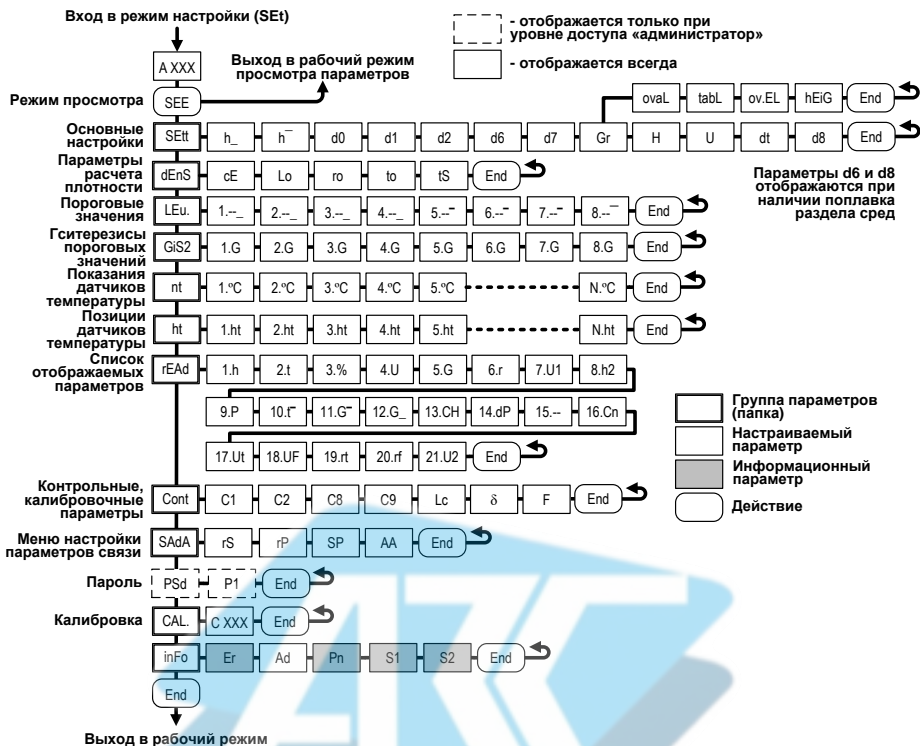 Вход в режим настройки (SEt)
- отображается только при
уровне доступа «администратор»
- отображается всегда
A XXX
Выход в рабочий режим
просмотра параметров
Режим просмотра
SEE
ovaL tabL ov.EL hEiG End
Основные
настройки
SEtt h_ h¯ d0 d1 d2 d6 d7 Gr H U dt d8 End
Параметры
расчета
плотности
dEnS cE Lo ro to tS End
Параметры d6 и d8
отображаются при
наличии поплавка
раздела сред
Пороговые
значения
LEu. 1.--_ 2.--_ 3.--_ 4.--_ 5.--¯ 6.--¯ 7.--¯ 8.--¯ End
Гситерезисы
пороговых
значений
GiS2 1.G 2.G 3.G 4.G 5.G 6.G 7.G 8.G End
Показания
датчиков
температуры
nt 1.ºC 2.ºC 3.ºC 4.ºC 5.ºC N.ºC End
Позиции
датчиков
температуры
ht 1.ht 2.ht 3.ht 4.ht 5.ht N.ht End
Список
отображаемых
параметров
rEAd 1.h 2.t 3.% 4.U 5.G 6.r 7.U1 8.h2
9.P 10.t¯ 11.G¯ 12.G_ 13.CH 14.dP 15.-- 16.Cn
17.Ut 18.UF 19.rt 20.rf 21.U2 End
Группа параметров
(папка)
Настраиваемый
параметр
Информационный
параметр
Действие
Контрольные,
калибровочные
параметры
Cont C1 C2 C8 C9 Lc δ F End
Меню настройки
параметров связи
SAdA rS rP SP AA End
Пароль
PSd P1 End
Калибровка
CAL. C XXX End
inFo Er Ad Pn S1 S2 End
End
Выход в рабочий режим